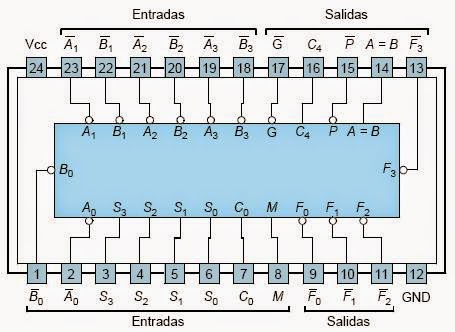 Entradas Salidas
Vcc A̅₁ B̅₁ A̅₂ B̅₂ A̅₃ B̅₃ G̅ C₄ P̅ A = B F̅₃
24 23 22 21 20 19 18 17 16 15 14 13
A₁ B₁ A₂ B₂ A₃ B₃ G C₄ P A = B
B₀ F₃
A₀ S₃ S₂ S₁ S₀ C₀ M F₀ F₁ F₂
1 2 3 4 5 6 7 8 9 10 11 12
B̅₀ A̅₀ S₃ S₂ S₁ S₀ C₀ M F̅₀ F̅₁ F̅₂ GND
Entradas Salidas